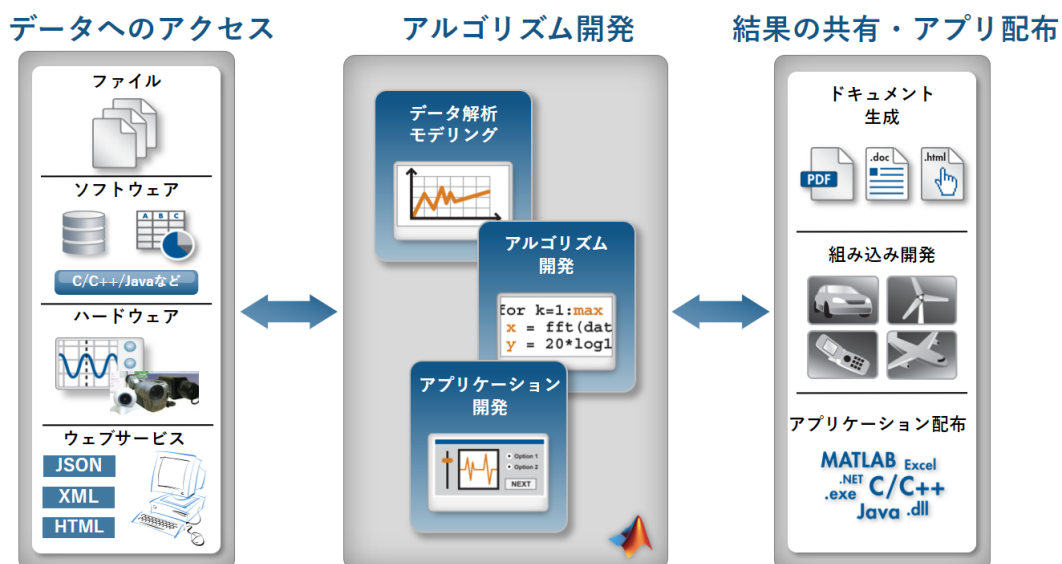 データへのアクセス
ファイル
ソフトウェア
A B C
C/C++/Javaなど
ハードウェア
ウェブサービス
JSON
XML
HTML
アルゴリズム開発
データ解析
モデリング
アルゴリズム
開発
for k=1:max
x = fft(dat
y = 20*log1
アプリケーション
開発
Option 1
Option 2
NEXT
結果の共有・アプリ配布
ドキュメント
生成
PDF
.doc
.html
組み込み開発
アプリケーション配布
MATLAB Excel
.NET
.exe C/C++
Java .dll